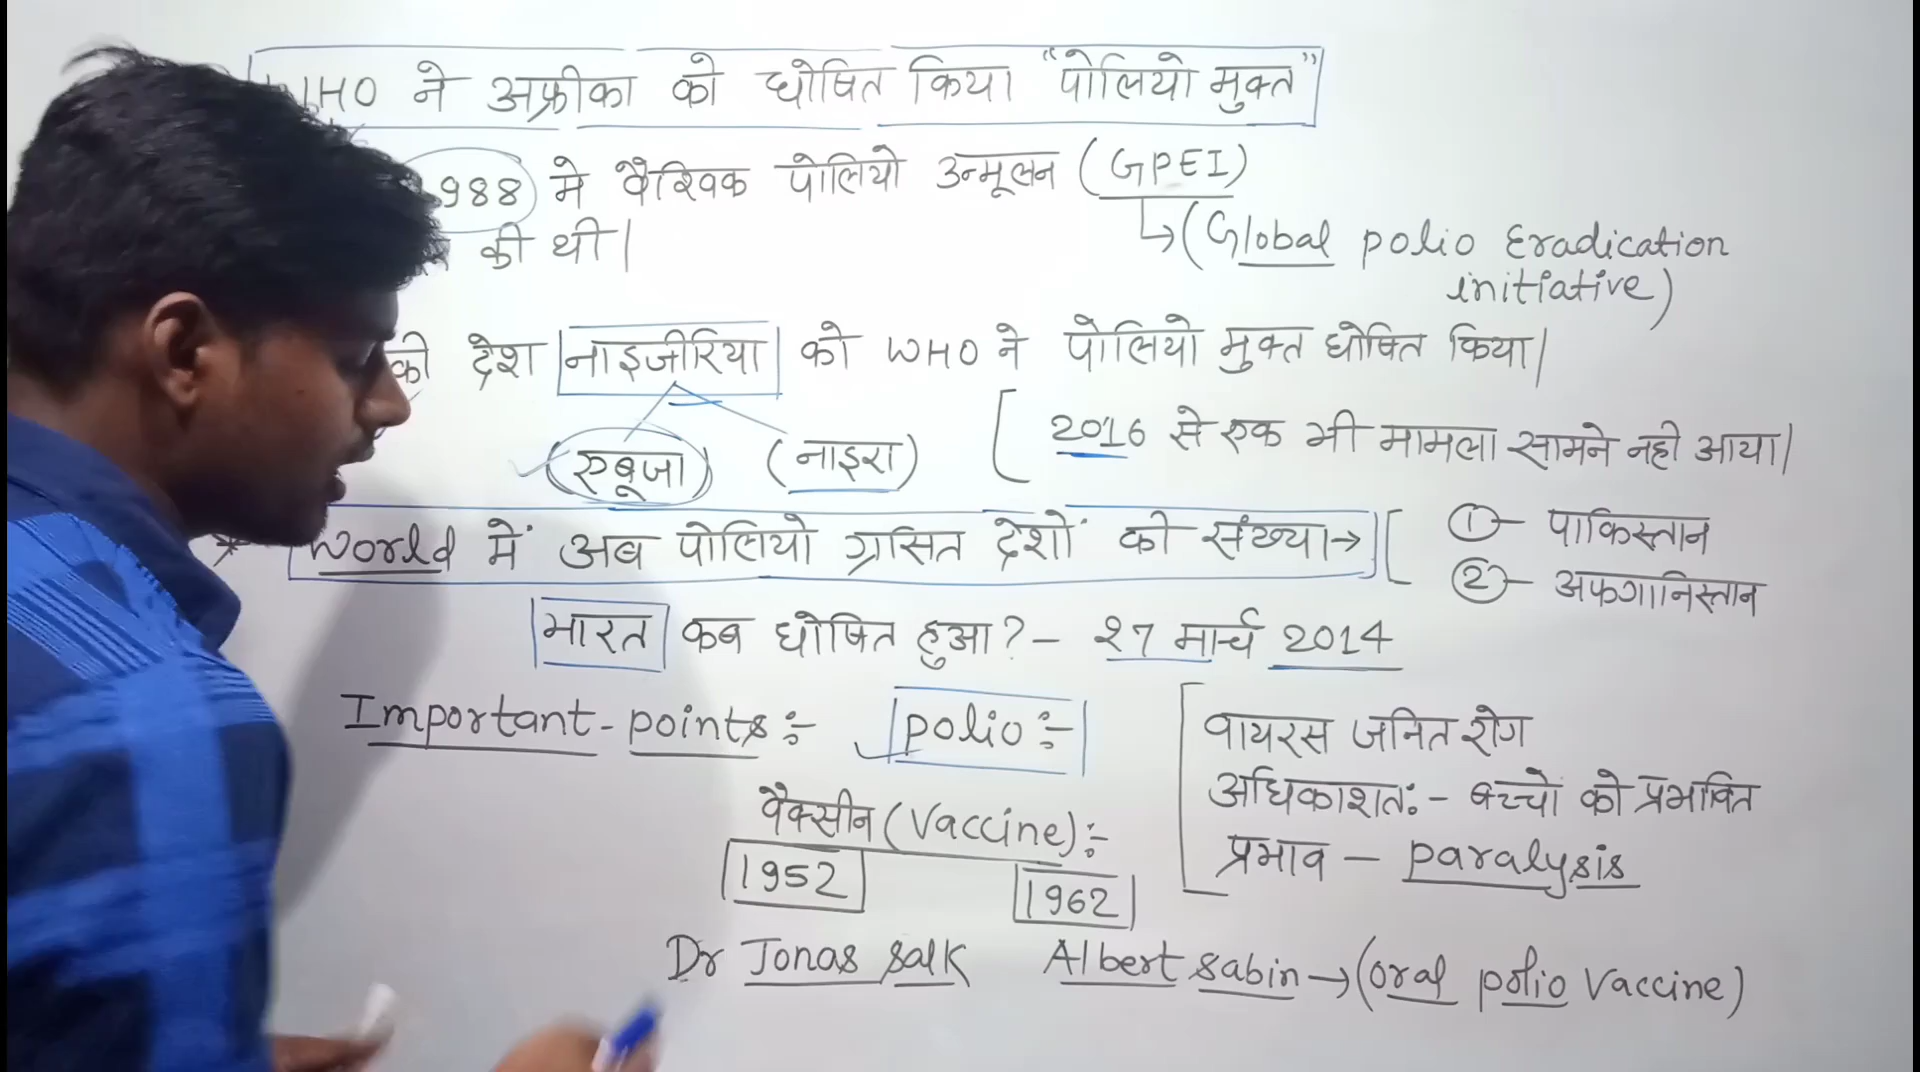 WHO ने अफ्रीका को घोषित किया "पोलियो मुक्त"
1988 मे वैश्विक पोलियो उन्मूलन (GPEI)
की थी।
↳ (Global polio Eradication
initiative)
की देश नाइजीरिया को WHO ने पोलियो मुक्त घोषित किया।
[ 2016 से एक भी मामला सामने नही आया।
(एबूजा) (नाइरा)
* World में अब पोलियो ग्रसित देशों की संख्या→ [ ① – पाकिस्तान
② – अफगानिस्तान
भारत कब घोषित हुआ? – 27 मार्च 2014
Important-points:- polio:-
वायरस जनित रोग
अधिकाशत: - बच्चो को प्रभावित
प्रभाव – paralysis
वैक्सीन (Vaccine):-
1952 1962
Dr Jonas Salk Albert Sabin → (oral polio Vaccine)